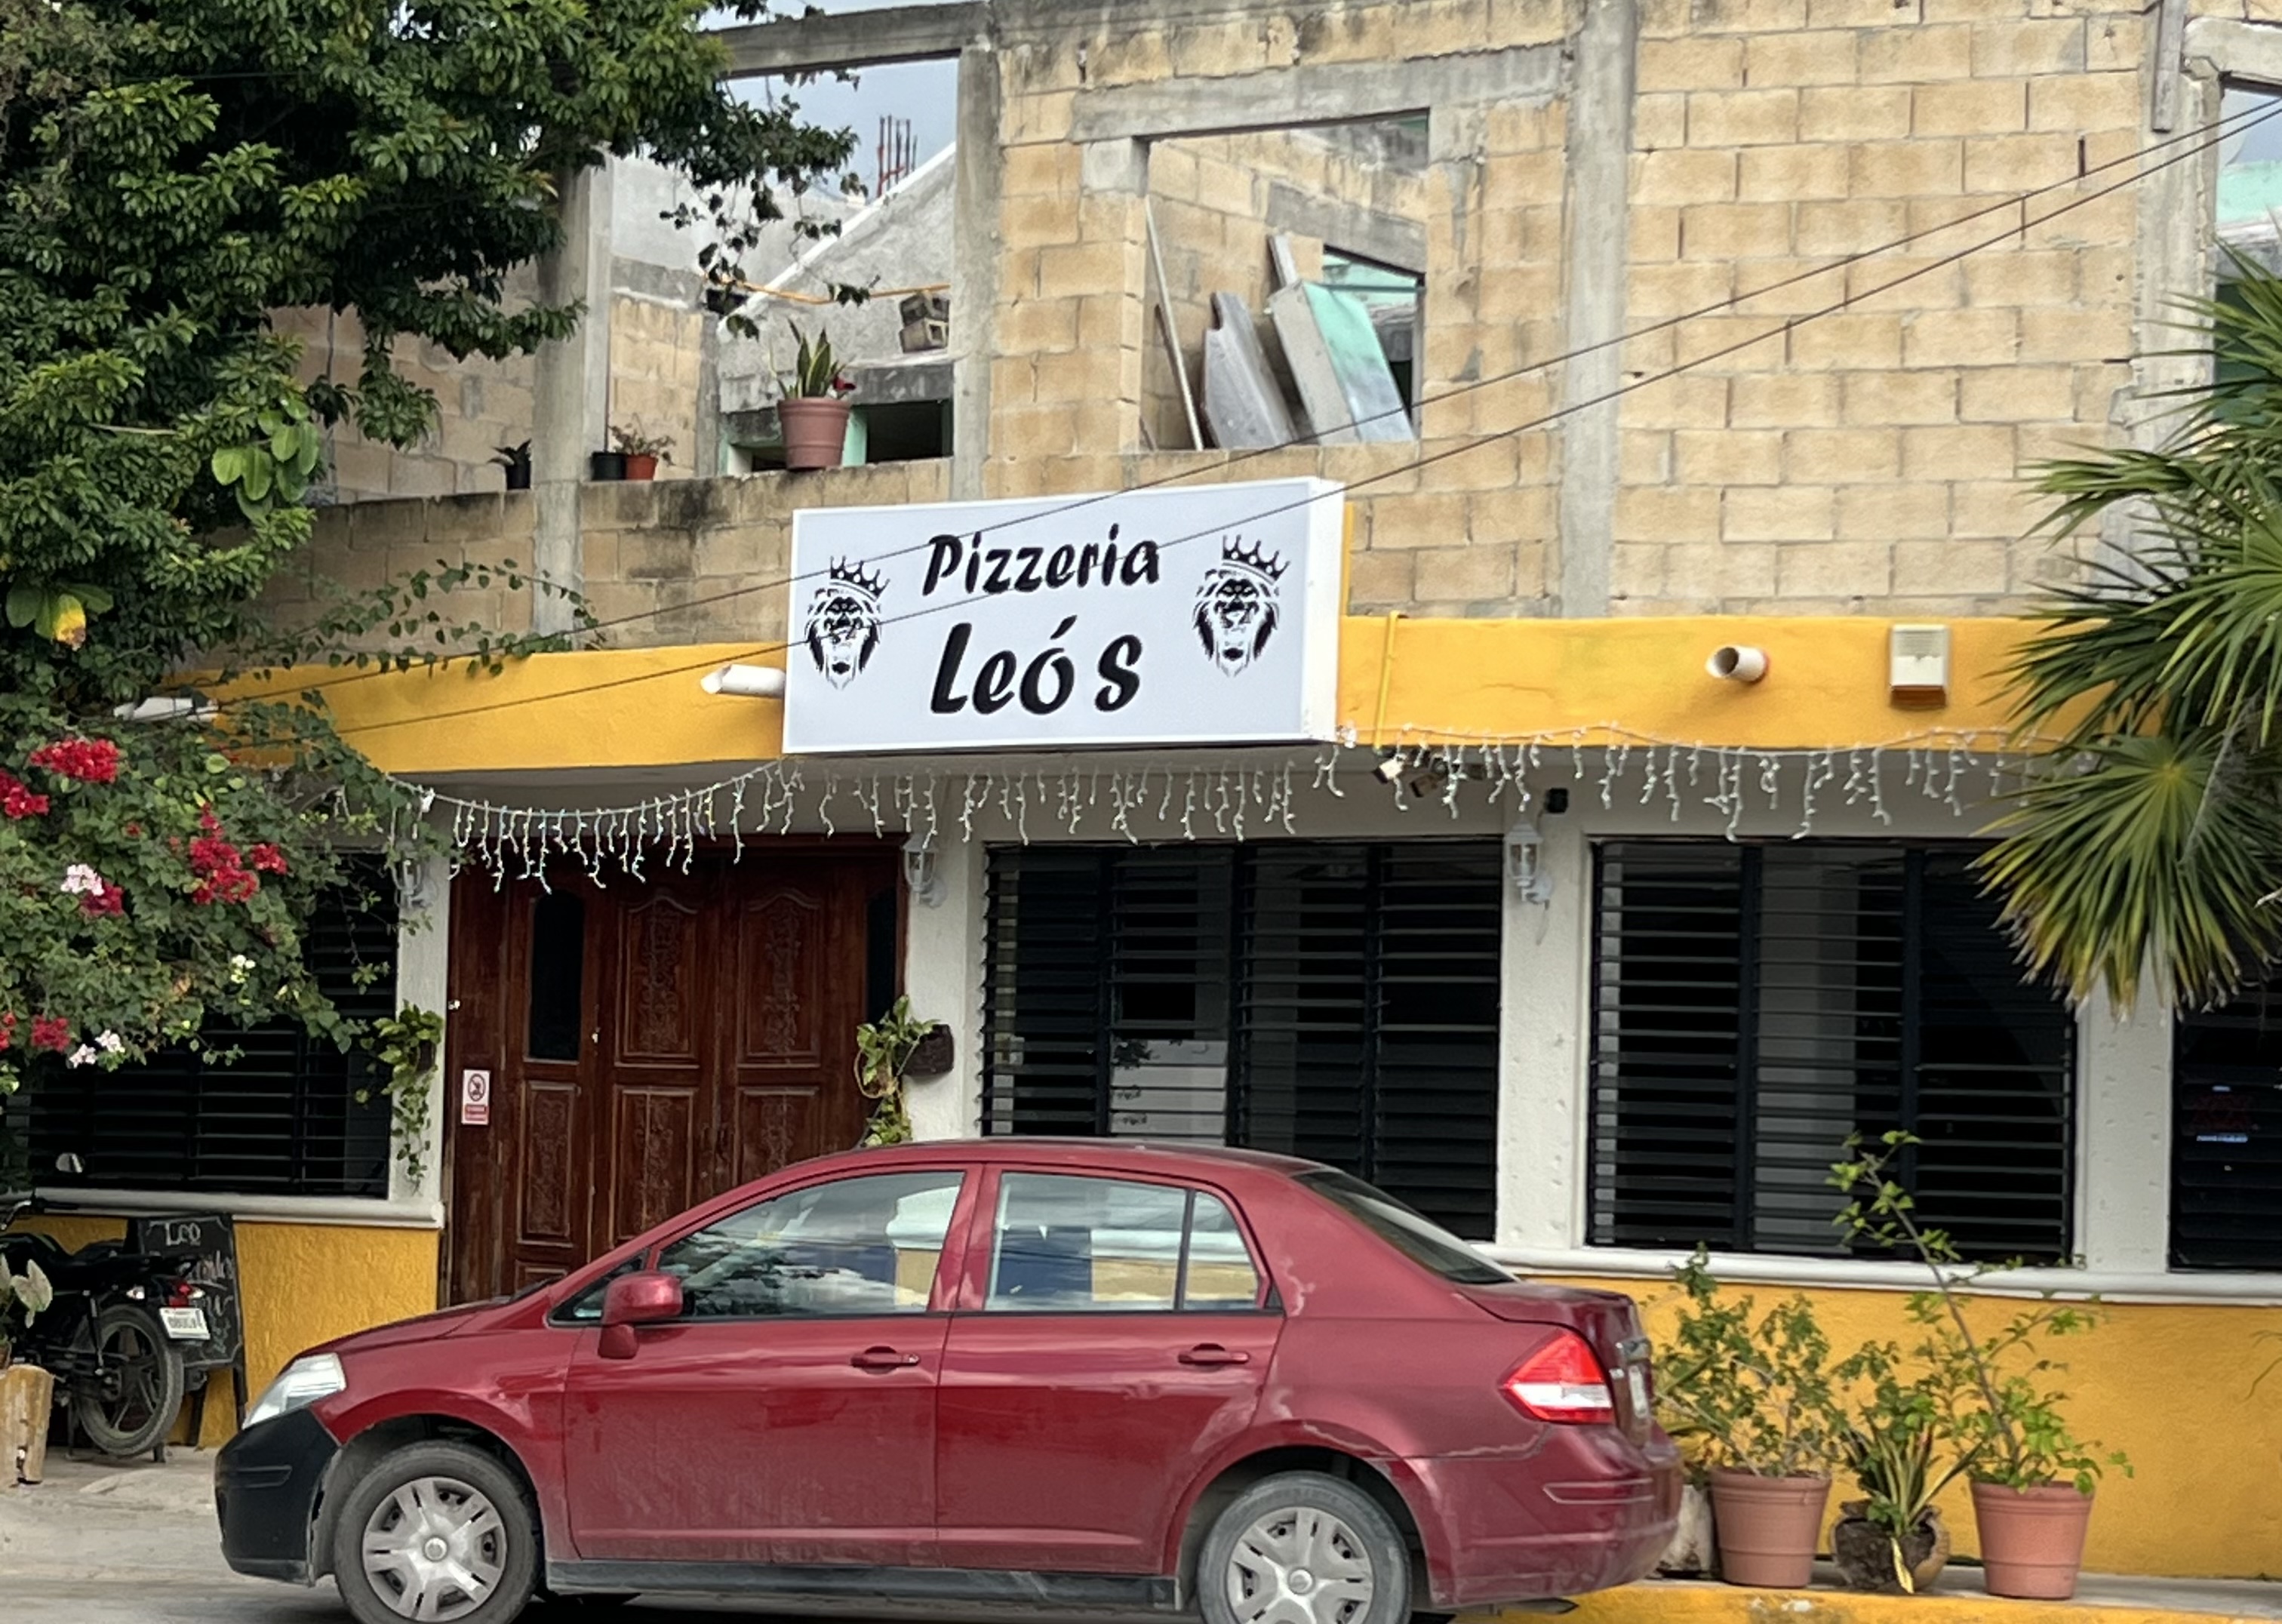 Pizzeria
Leó s
Leo